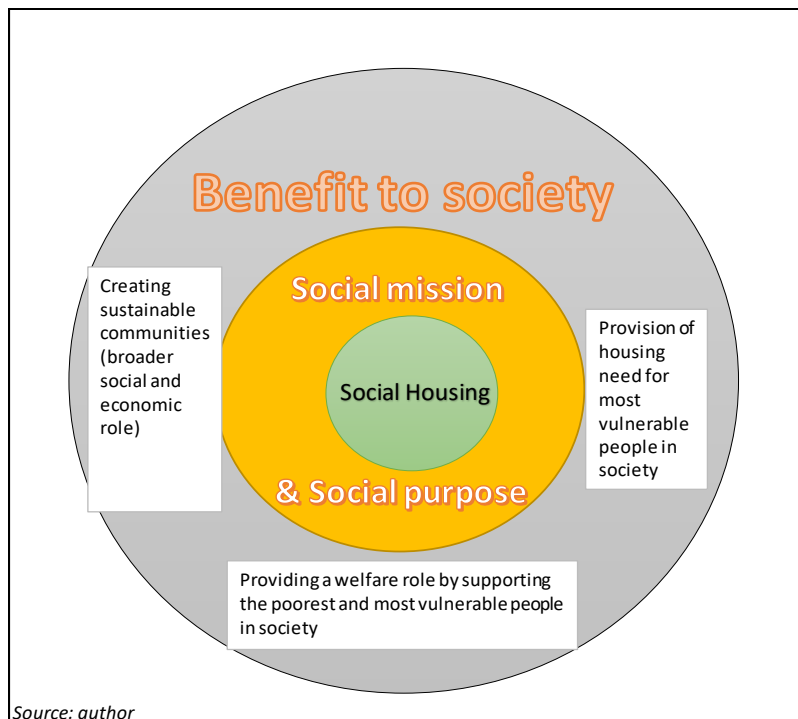 Benefit to society
Social mission
Creating
sustainable
communities
(broader
social and
economic
role)
Provision of
housing
need for
most
vulnerable
people in
society
Social Housing
& Social purpose
Providing a welfare role by supporting
the poorest and most vulnerable people
in society
Source: author